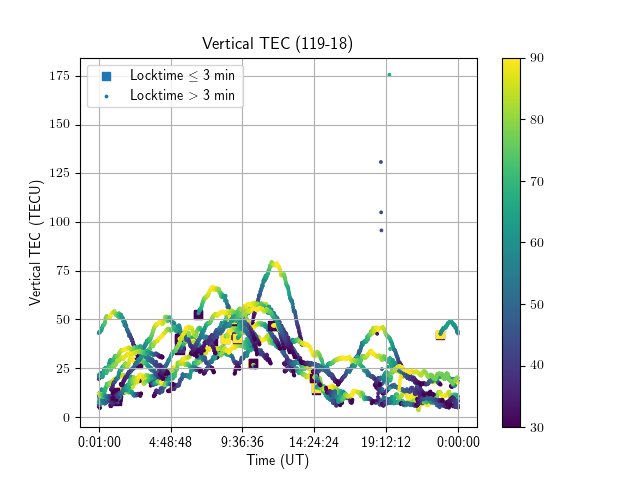 Vertical TEC (119-18)
Locktime ≤ 3 min
Locktime > 3 min
Vertical TEC (TECU)
175
150
125
100
75
50
25
0
0:01:00 4:48:48 9:36:36 14:24:24 19:12:12 0:00:00
Time (UT)
90
80
70
60
50
40
30